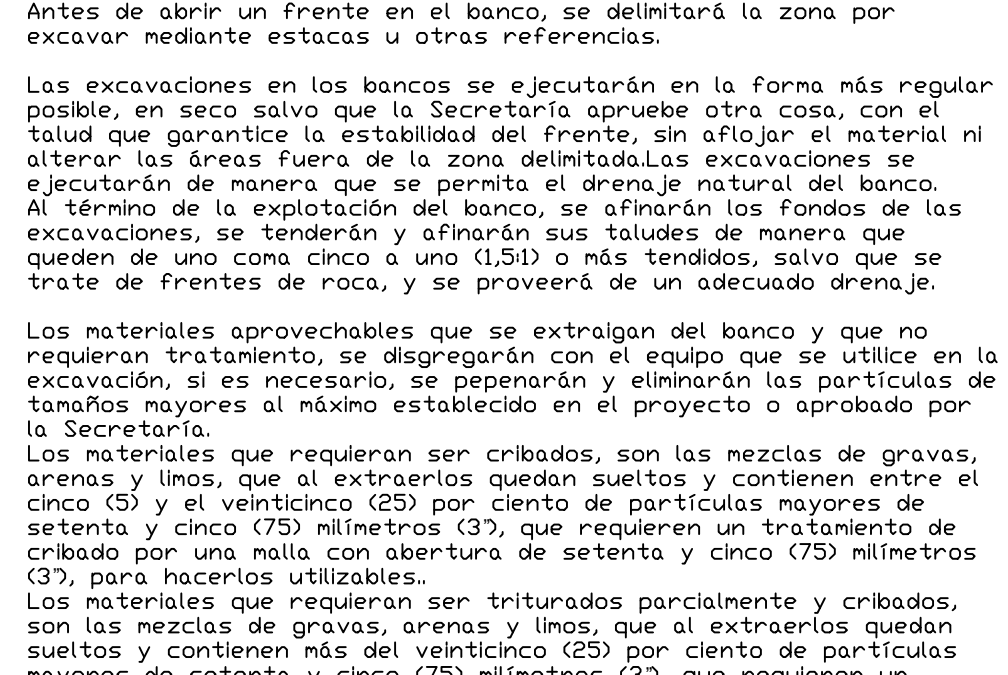 Antes de abrir un frente en el banco, se delimitará la zona por
excavar mediante estacas u otras referencias.
Las excavaciones en los bancos se ejecutarán en la forma más regular
posible, en seco salvo que la Secretaría apruebe otra cosa, con el
talud que garantice la estabilidad del frente, sin aflojar el material ni
alterar las áreas fuera de la zona delimitada.Las excavaciones se
ejecutarán de manera que se permita el drenaje natural del banco.
Al término de la explotación del banco, se afinarán los fondos de las
excavaciones, se tenderán y afinarán sus taludes de manera que
queden de uno coma cinco a uno (1,5:1) o más tendidos, salvo que se
trate de frentes de roca, y se proveerá de un adecuado drenaje.
Los materiales aprovechables que se extraigan del banco y que no
requieran tratamiento, se disgregarán con el equipo que se utilice en la
excavación, si es necesario, se pepenarán y eliminarán las partículas de
tamaños mayores al máximo establecido en el proyecto o aprobado por
la Secretaría.
Los materiales que requieran ser cribados, son las mezclas de gravas,
arenas y limos, que al extraerlos quedan sueltos y contienen entre el
cinco (5) y el veinticinco (25) por ciento de partículas mayores de
setenta y cinco (75) milímetros (3”), que requieren un tratamiento de
cribado por una malla con abertura de setenta y cinco (75) milímetros
(3”), para hacerlos utilizables..
Los materiales que requieran ser triturados parcialmente y cribados,
son las mezclas de gravas, arenas y limos, que al extraerlos quedan
sueltos y contienen más del veinticinco (25) por ciento de partículas
mayores de setenta y cinco (75) milímetros (3”), que requieren un